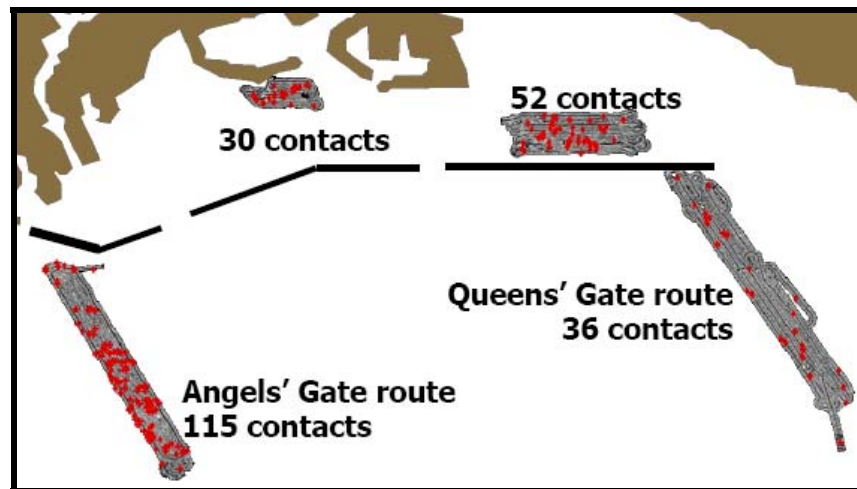 52 contacts
30 contacts
Queens’ Gate route
36 contacts
Angels’ Gate route
115 contacts